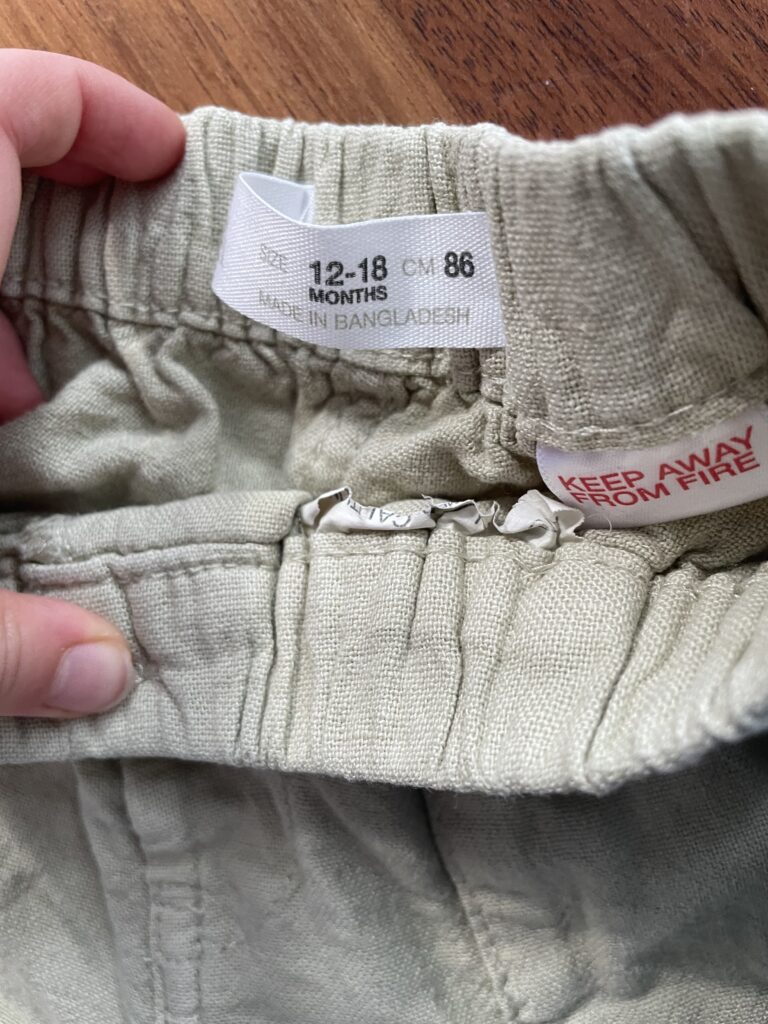 SIZE 12-18 CM 86
MONTHS
MADE IN BANGLADESH
KEEP AWAY
FROM FIRE